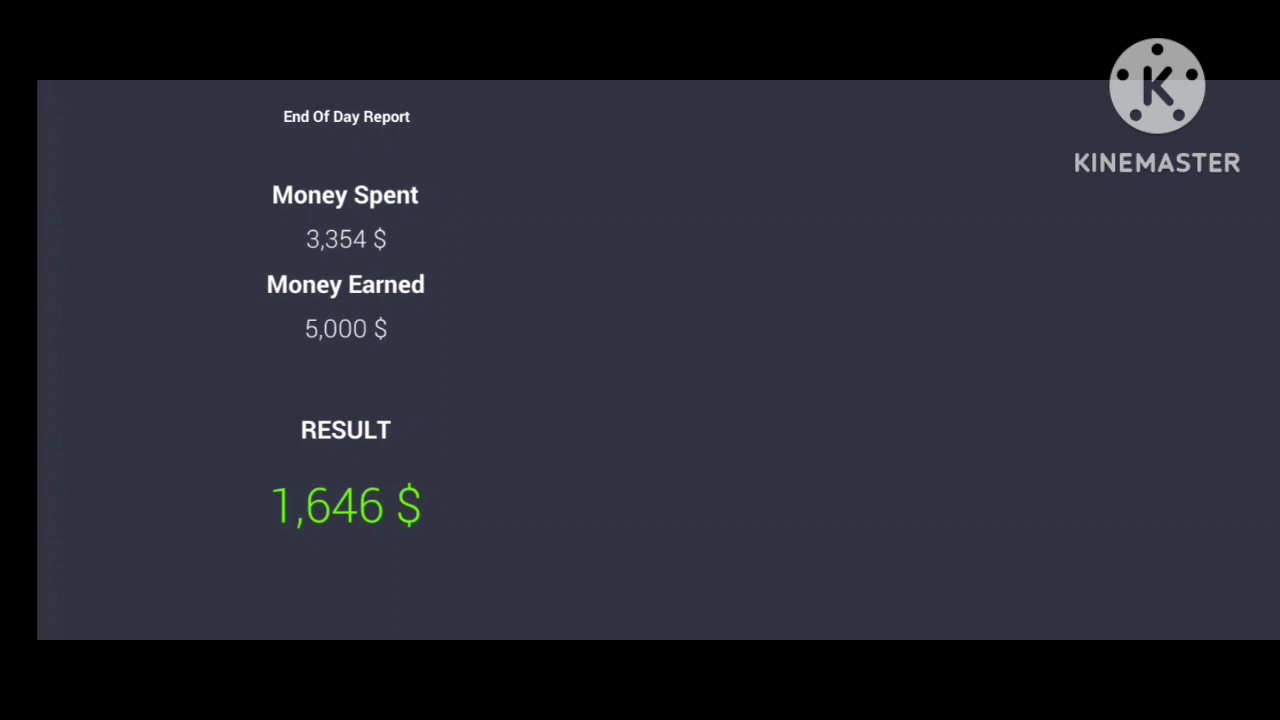 End Of Day Report
KINEMASTER
Money Spent
3,354 $
Money Earned
5,000 $
RESULT
1,646 $